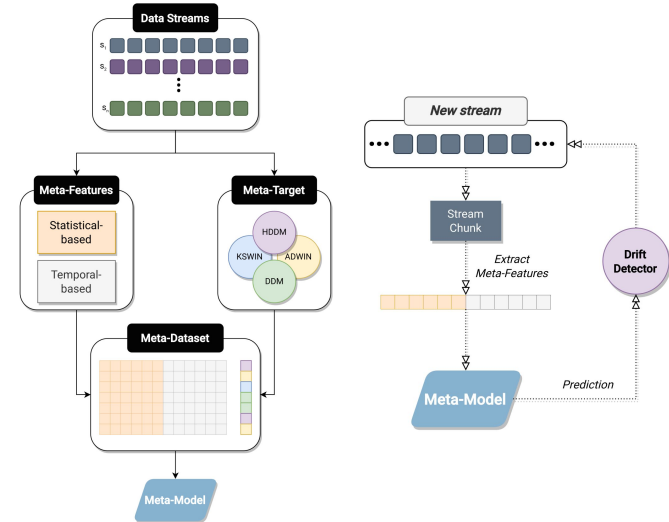 Data Streams
S1
S2
Sn
Meta-Features
Statistical-
based
Temporal-
based
Meta-Target
HDDM
KSWIN
ADWIN
DDM
Meta-Dataset
Meta-Model
New stream
Stream
Chunk
Extract
Meta-Features
Meta-Model
Prediction
Drift
Detector